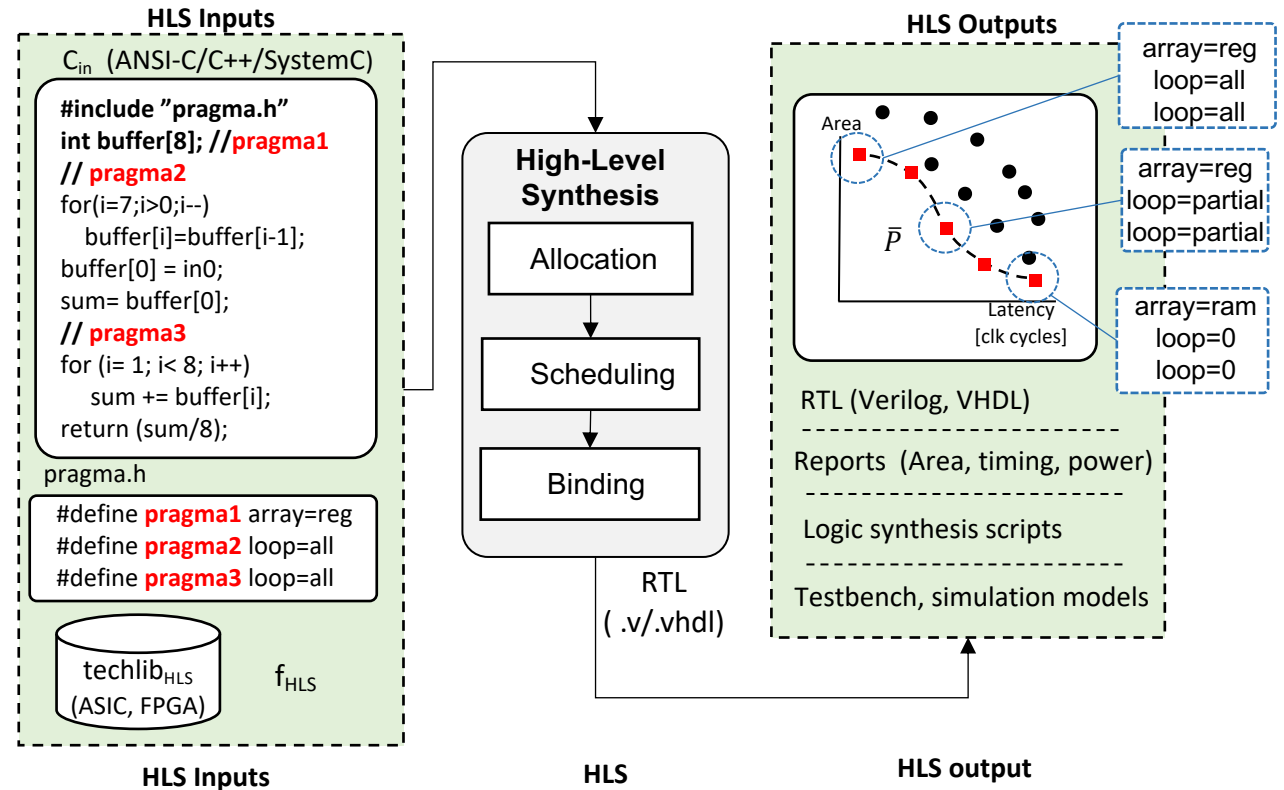 HLS Inputs
C_in (ANSI-C/C++/SystemC)
#include ”pragma.h”
int buffer[8]; //pragma1
// pragma2
for(i=7;i>0;i--)
buffer[i]=buffer[i-1];
buffer[0] = in0;
sum= buffer[0];
// pragma3
for (i= 1; i< 8; i++)
sum += buffer[i];
return (sum/8);
pragma.h
#define pragma1 array=reg
#define pragma2 loop=all
#define pragma3 loop=all
techlib_HLS
(ASIC, FPGA)
f_HLS
HLS Inputs
High-Level
Synthesis
Allocation
Scheduling
Binding
RTL
( .v/.vhdl)
HLS
HLS Outputs
Area
P̄
Latency
[clk cycles]
array=reg
loop=all
loop=all
array=reg
loop=partial
loop=partial
array=ram
loop=0
loop=0
RTL (Verilog, VHDL)
Reports (Area, timing, power)
Logic synthesis scripts
Testbench, simulation models
HLS output